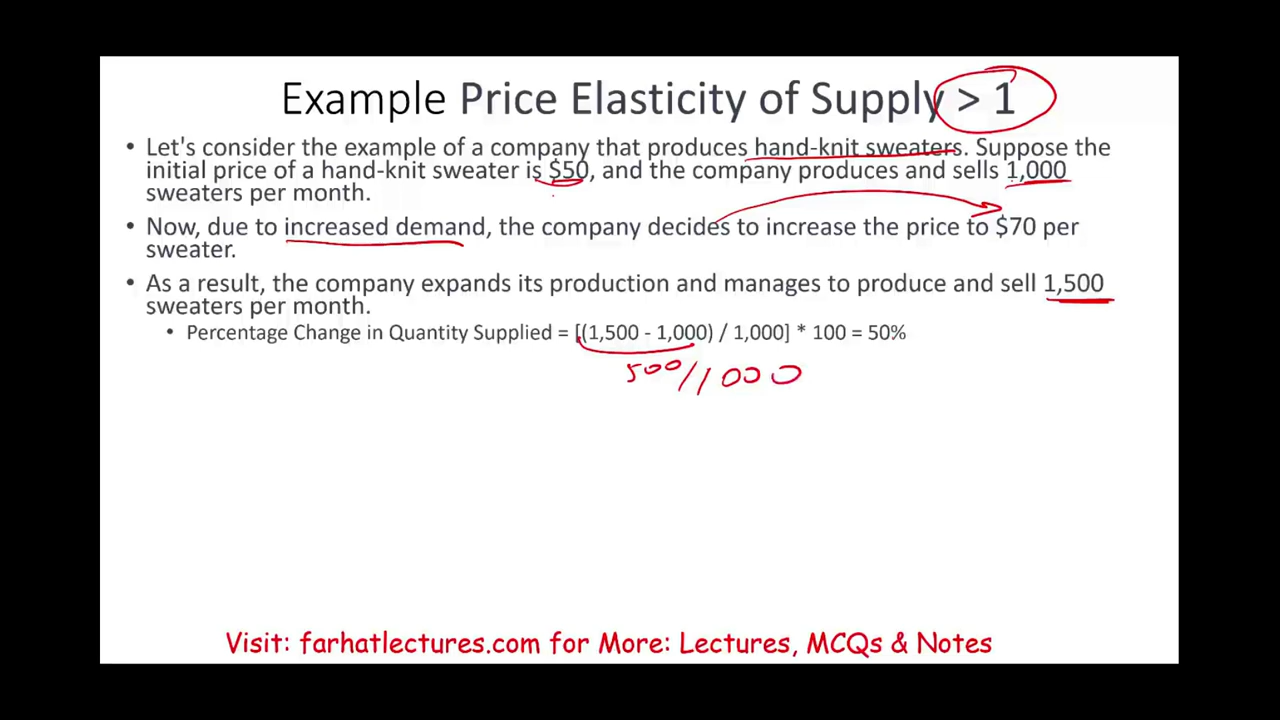 Example Price Elasticity of Supply > 1
• Let's consider the example of a company that produces hand-knit sweaters. Suppose the
initial price of a hand-knit sweater is $50, and the company produces and sells 1,000
sweaters per month.
• Now, due to increased demand, the company decides to increase the price to $70 per
sweater.
• As a result, the company expands its production and manages to produce and sell 1,500
sweaters per month.
• Percentage Change in Quantity Supplied = [(1,500 - 1,000) / 1,000] * 100 = 50%
500/1000
Visit: farhatlectures.com for More: Lectures, MCQs & Notes